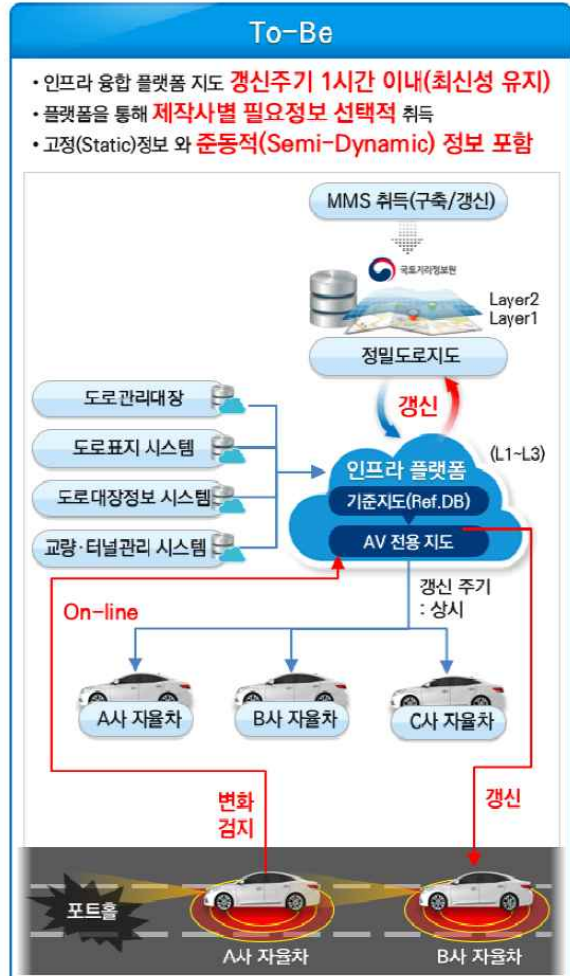 To-Be
• 인프라 융합 플랫폼 지도 갱신주기 1시간 이내(최신성 유지)
• 플랫폼을 통해 제작사별 필요정보 선택적 취득
• 고정(Static)정보 와 준동적(Semi-Dynamic) 정보 포함
MMS 취득(구축/갱신)
국토지리정보원
Layer2
Layer1
정밀도로지도
갱신
도로관리대장
도로표지 시스템
도로대장정보 시스템
교량·터널관리 시스템
(L1~L3)
인프라 플랫폼
기준지도(Ref.DB)
AV 전용 지도
On-line
갱신 주기
: 상시
A사 자율차
B사 자율차
C사 자율차
변화
검지
갱신
포트홀
A사 자율차
B사 자율차